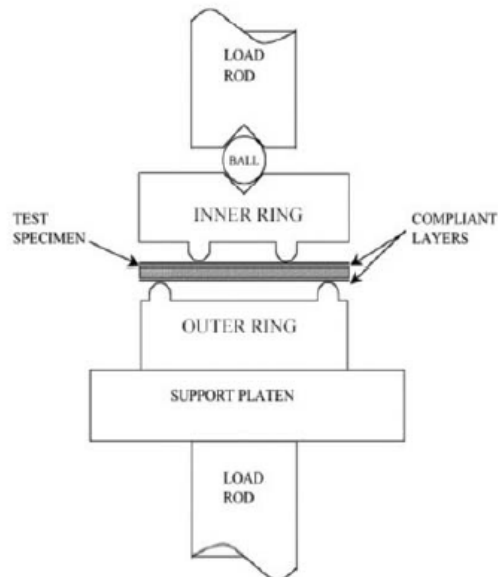 LOAD
ROD
BALL
INNER RING
TEST
SPECIMEN
COMPLIANT
LAYERS
OUTER RING
SUPPORT PLATEN
LOAD
ROD